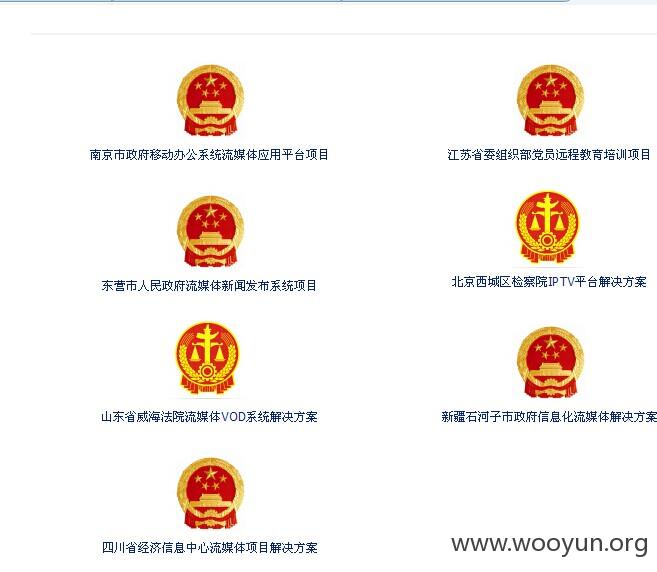 南京市政府移动办公系统流媒体应用平台项目
江苏省委组织部党员远程教育培训项目
东营市人民政府流媒体新闻发布系统项目
北京西城区检察院IPTV平台解决方案
山东省威海法院流媒体VOD系统解决方案
新疆石河子市政府信息化流媒体解决方案
四川省经济信息中心流媒体项目解决方案
www.wooyun.org